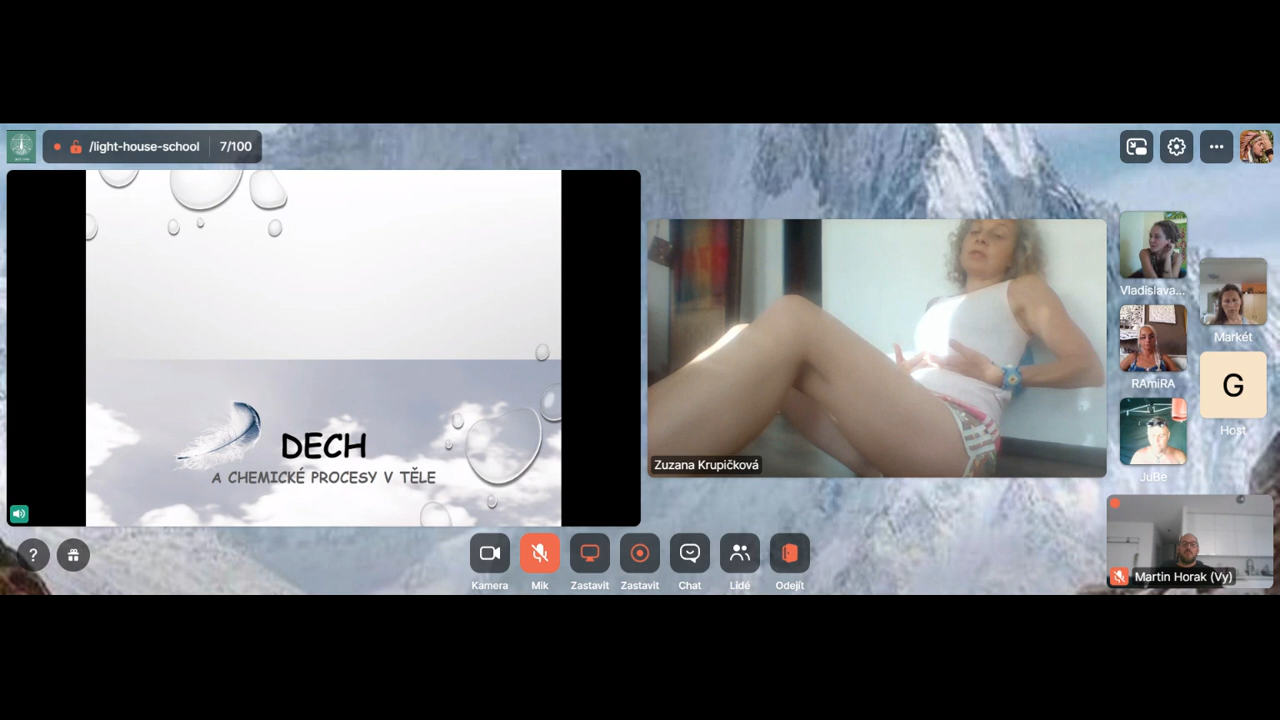 /light-house-school 7/100
DECH
A CHEMICKÉ PROCESY V TĚLE
Zuzana Krupičková
Vladislava...
Markét
RAmiRA
G
Host
JuBe
Martin Horak (Vy)
?
Kamera Mik Zastavit Zastavit Chat Lidé Odejít